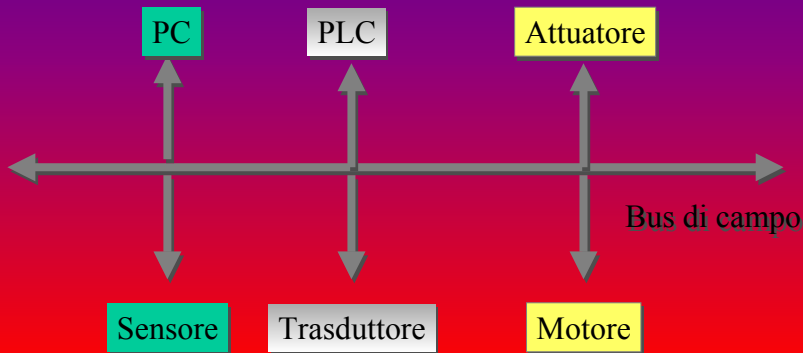 PC
PLC
Attuatore
Bus di campo
Sensore
Trasduttore
Motore